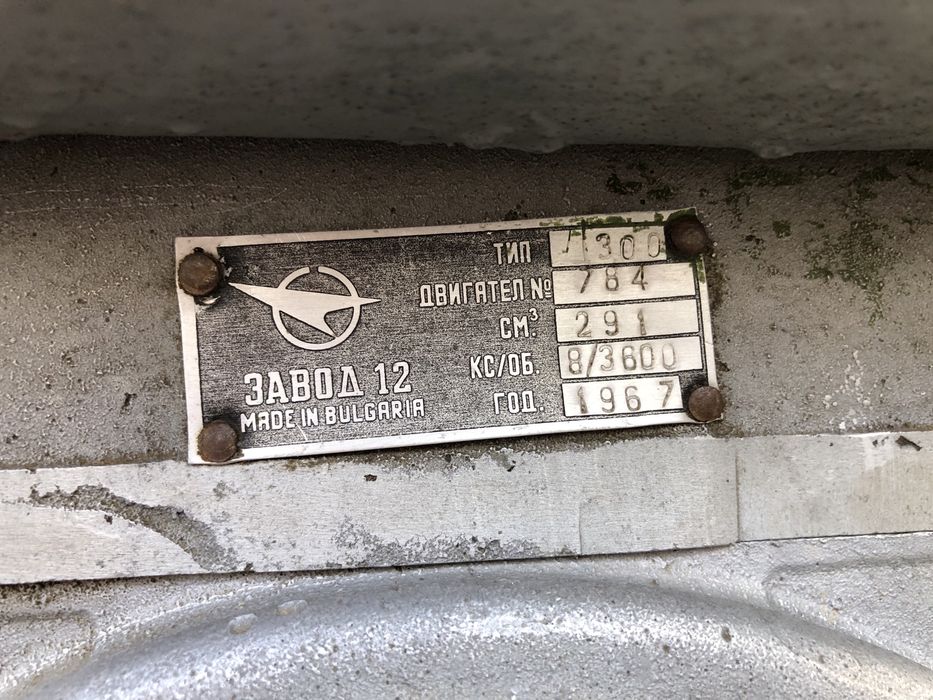 ТИП Л300
ДВИГАТЕЛ № 784
СМ³. 291
КС/ОБ. 8/3600
ГОД. 1967
ЗАВОД 12
MADE IN BULGARIA